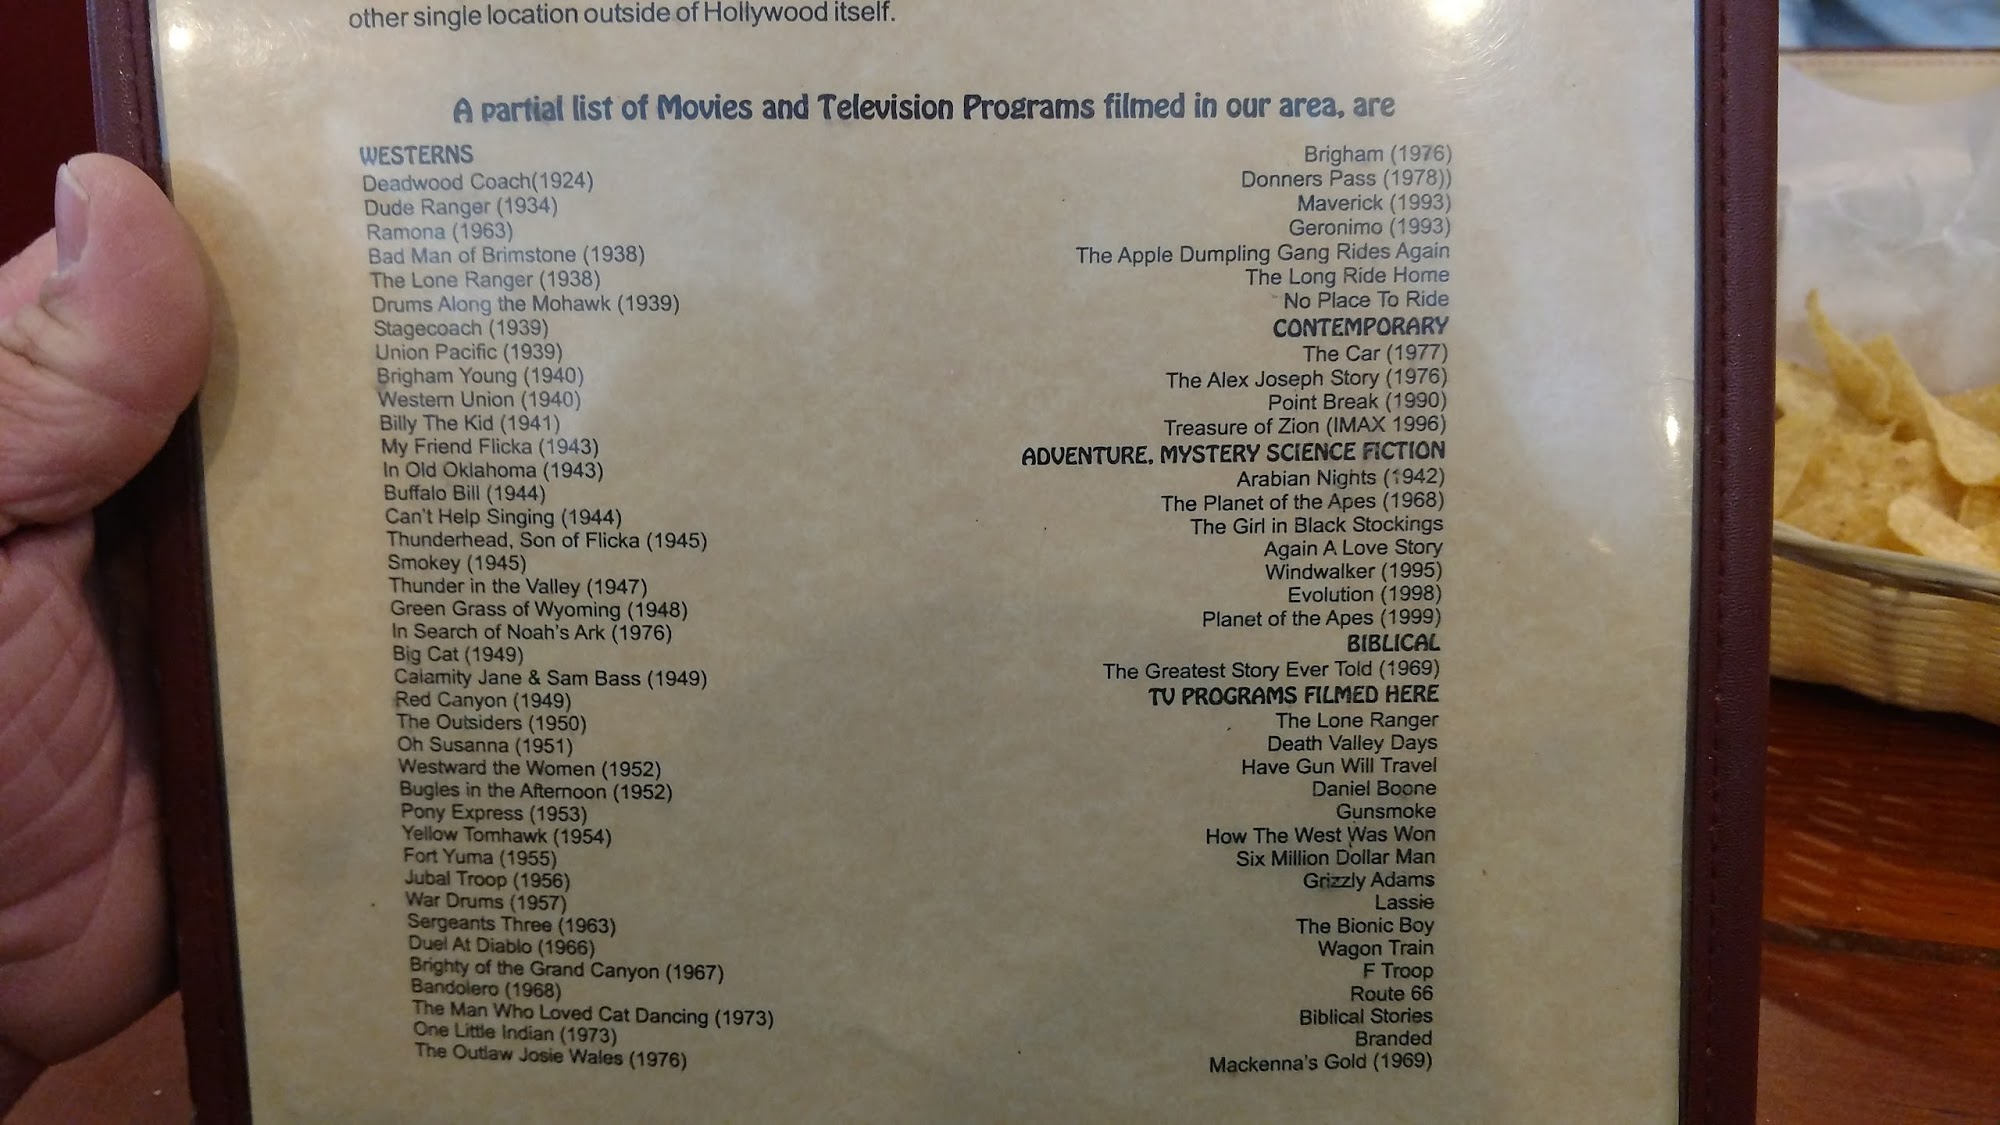 other single location outside of Hollywood itself.
A partial list of Movies and Television Programs filmed in our area, are
WESTERNS
Deadwood Coach(1924)
Dude Ranger (1934)
Ramona (1963)
Bad Man of Brimstone (1938)
The Lone Ranger (1938)
Drums Along the Mohawk (1939)
Stagecoach (1939)
Union Pacific (1939)
Brigham Young (1940)
Western Union (1940)
Billy The Kid (1941)
My Friend Flicka (1943)
In Old Oklahoma (1943)
Buffalo Bill (1944)
Can't Help Singing (1944)
Thunderhead, Son of Flicka (1945)
Smokey (1945)
Thunder in the Valley (1947)
Green Grass of Wyoming (1948)
In Search of Noah's Ark (1976)
Big Cat (1949)
Calamity Jane & Sam Bass (1949)
Red Canyon (1949)
The Outsiders (1950)
Oh Susanna (1951)
Westward the Women (1952)
Bugles in the Afternoon (1952)
Pony Express (1953)
Yellow Tomhawk (1954)
Fort Yuma (1955)
Jubal Troop (1956)
War Drums (1957)
Sergeants Three (1963)
Duel At Diablo (1966)
Brighty of the Grand Canyon (1967)
Bandolero (1968)
The Man Who Loved Cat Dancing (1973)
One Little Indian (1973)
The Outlaw Josie Wales (1976)
Brigham (1976)
Donners Pass (1978))
Maverick (1993)
Geronimo (1993)
The Apple Dumpling Gang Rides Again
The Long Ride Home
No Place To Ride
CONTEMPORARY
The Car (1977)
The Alex Joseph Story (1976)
Point Break (1990)
Treasure of Zion (IMAX 1996)
ADVENTURE, MYSTERY SCIENCE FICTION
Arabian Nights (1942)
The Planet of the Apes (1968)
The Girl in Black Stockings
Again A Love Story
Windwalker (1995)
Evolution (1998)
Planet of the Apes (1999)
BIBLICAL
The Greatest Story Ever Told (1969)
TV PROGRAMS FILMED HERE
The Lone Ranger
Death Valley Days
Have Gun Will Travel
Daniel Boone
Gunsmoke
How The West Was Won
Six Million Dollar Man
Grizzly Adams
Lassie
The Bionic Boy
Wagon Train
F Troop
Route 66
Biblical Stories
Branded
Mackenna's Gold (1969)